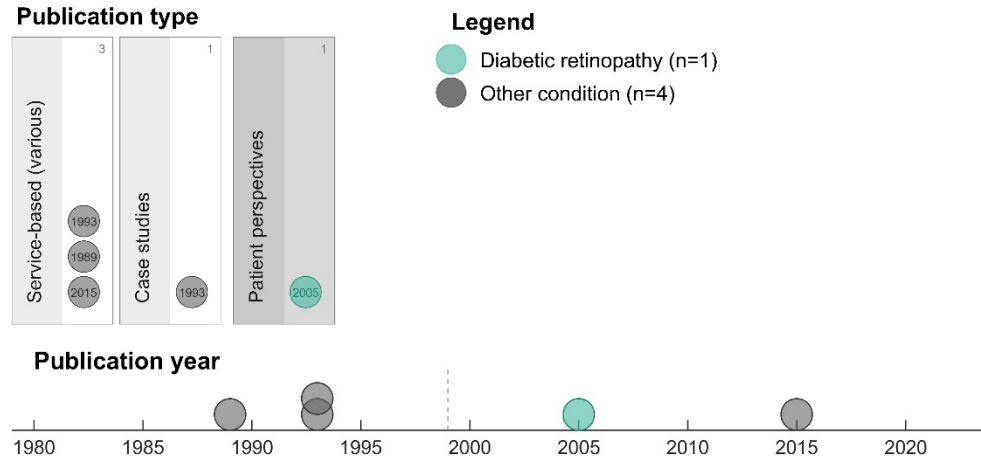 Publication type
Legend
Diabetic retinopathy (n=1)
Other condition (n=4)
3
Service-based (various)
1993
1989
2015
1
Case studies
1993
1
Patient perspectives
2005
Publication year
1980 1985 1990 1995 2000 2005 2010 2015 2020